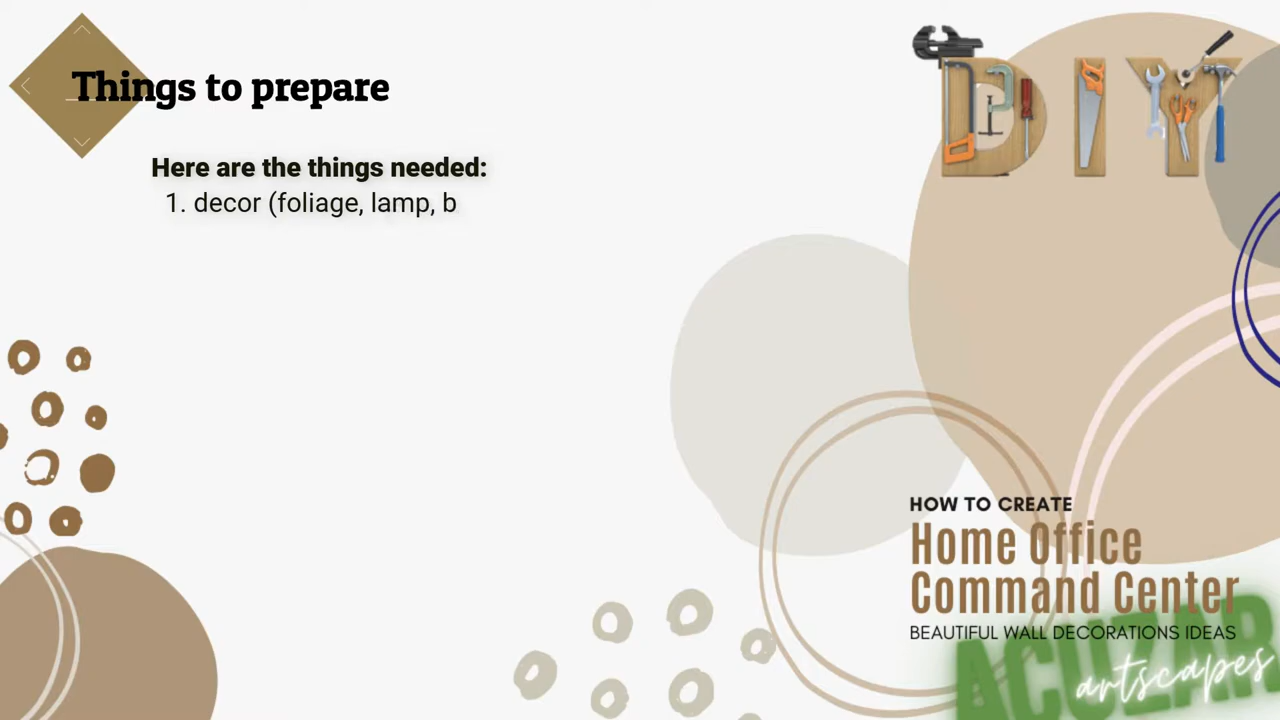 Things to prepare
Here are the things needed:
1. decor (foliage, lamp, b
DIY
HOW TO CREATE
Home Office
Command Center
BEAUTIFUL WALL DECORATIONS IDEAS
ACUZAR
artscapes